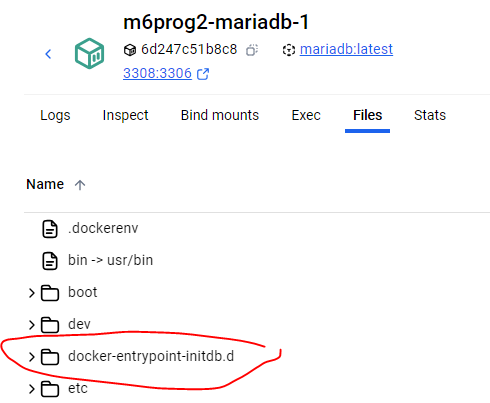 m6prog2-mariadb-1
6d247c51b8c8 mariadb:latest
3308:3306
Logs Inspect Bind mounts Exec Files Stats
Name
.dockerenv
bin -> usr/bin
boot
dev
docker-entrypoint-initdb.d
etc